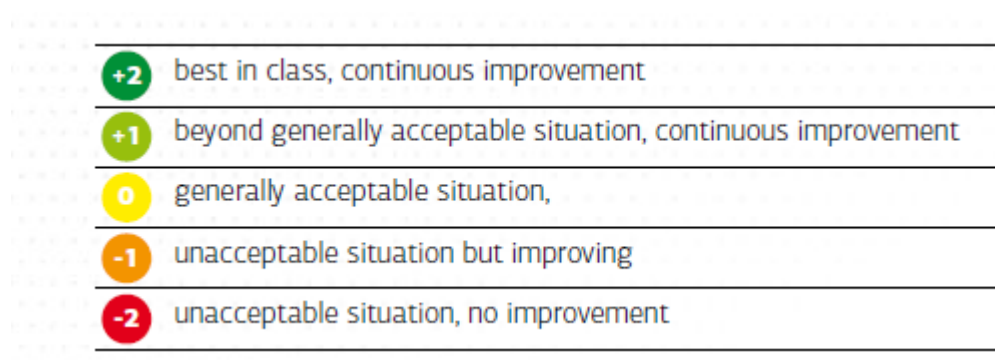 +2 best in class, continuous improvement
+1 beyond generally acceptable situation, continuous improvement
0 generally acceptable situation,
-1 unacceptable situation but improving
-2 unacceptable situation, no improvement